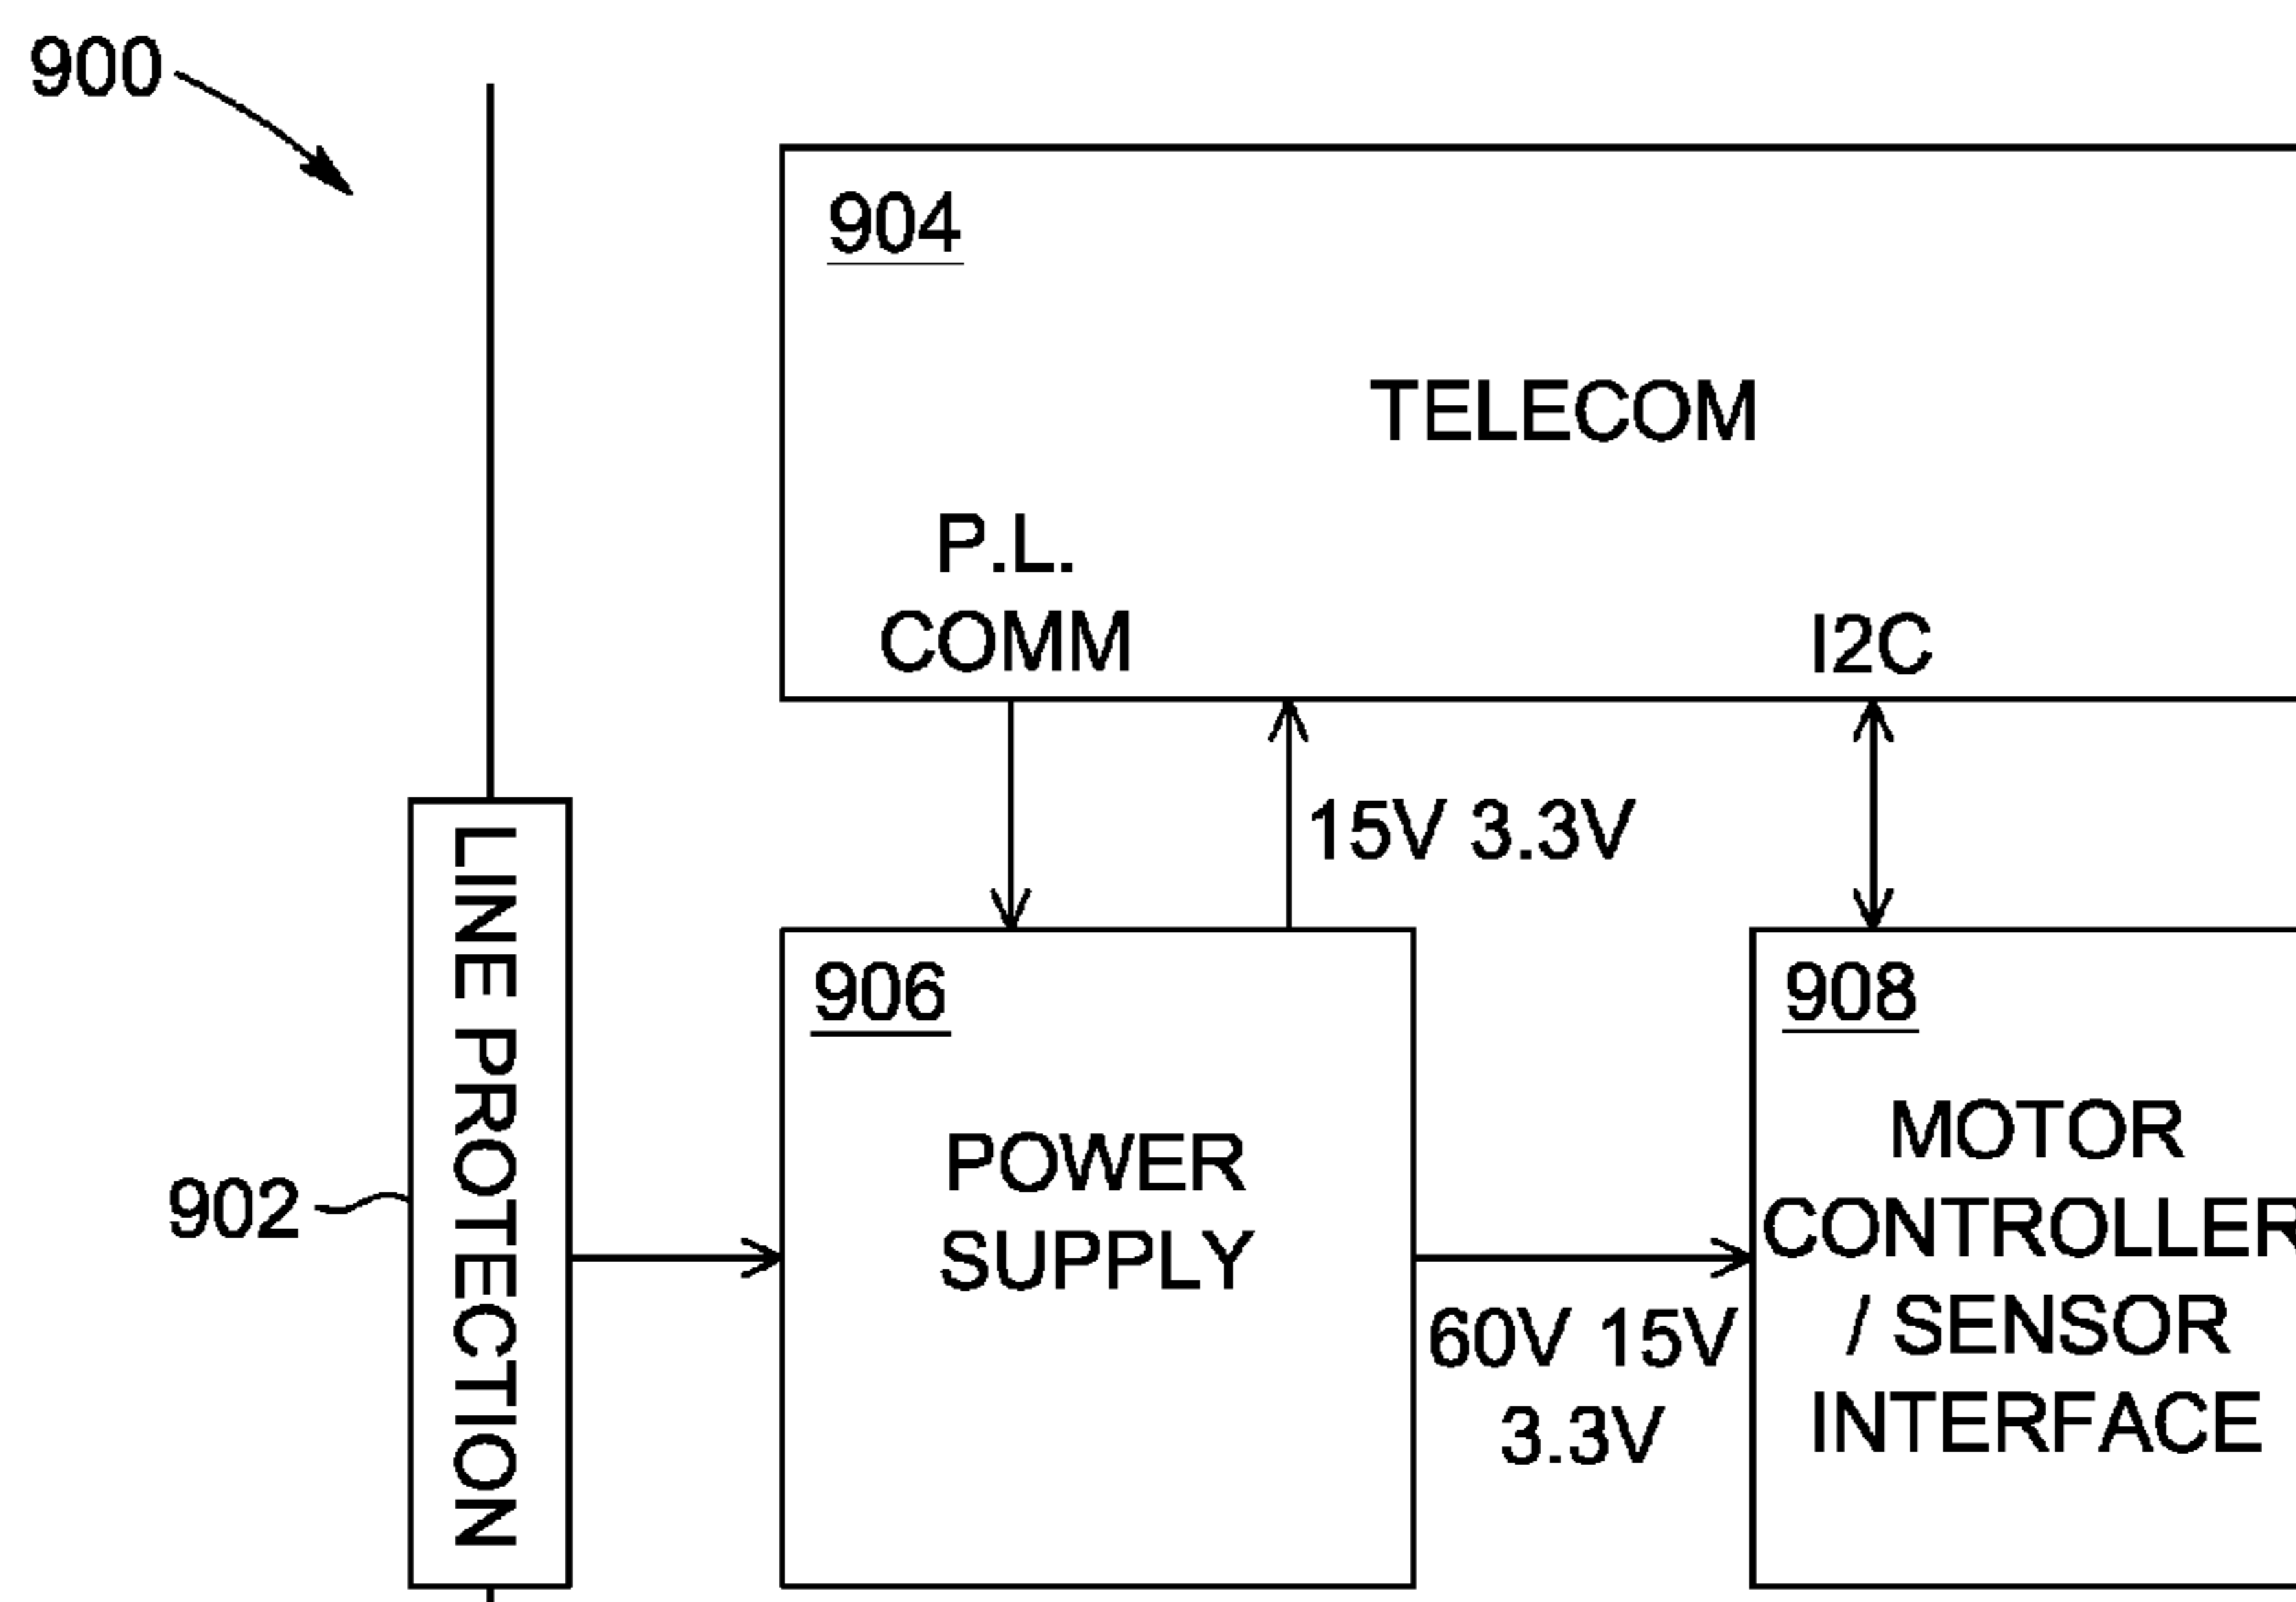 900
904
TELECOM
P.L.
COMM
I2C
15V 3.3V
LINE PROTECTION
902
906
POWER
SUPPLY
60V 15V
3.3V
908
MOTOR
CONTROLLER
/ SENSOR
INTERFACE